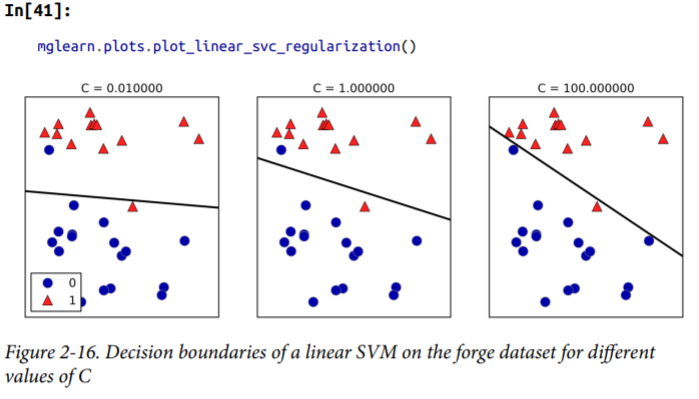 In[41]:
mglearn.plots.plot_linear_svc_regularization()
C = 0.010000
C = 1.000000
C = 100.000000
0
1
Figure 2-16. Decision boundaries of a linear SVM on the forge dataset for different
values of C